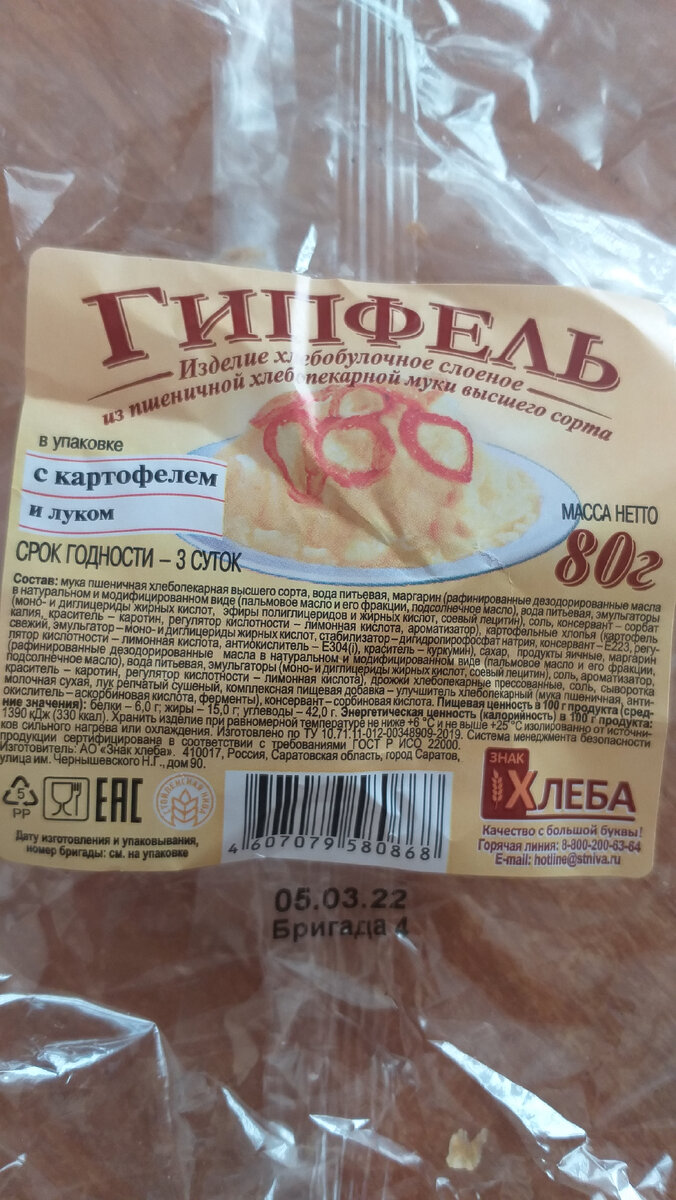 ГИПФЕЛЬ
Изделие хлебобулочное слоеное
из пшеничной хлебопекарной муки высшего сорта
в упаковке
с картофелем
и луком
МАССА НЕТТО
80г
СРОК ГОДНОСТИ – 3 СУТОК
Состав: мука пшеничная хлебопекарная высшего сорта, вода питьевая, маргарин (рафинированные дезодорированные масла
в натуральном и модифицированном виде (пальмовое масло и его фракции, подсолнечное масло), вода питьевая, эмульгаторы
(моно- и диглицериды жирных кислот, эфиры полиглицеридов и жирных кислот, соевый лецитин), соль, консервант – сорбат
калия, краситель – каротин, регулятор кислотности – лимонная кислота, ароматизатор), картофельные хлопья (картофель
свежий, эмульгатор – моно- и диглицериды жирных кислот, стабилизатор – дигидропирофосфат натрия, консервант – Е223, регу-
лятор кислотности – лимонная кислота, антиокислитель – Е304(i), краситель – куркумин), сахар, продукты яичные, маргарин
(рафинированные дезодорированные масла в натуральном и модифицированном виде (пальмовое масло и его фракции,
подсолнечное масло), вода питьевая, эмульгаторы (моно- и диглицериды жирных кислот, соевый лецитин), соль, ароматизатор,
краситель – каротин, регулятор кислотности – лимонная кислота), дрожжи хлебопекарные прессованные, соль, сыворотка
молочная сухая, лук репчатый сушеный, комплексная пищевая добавка – улучшитель хлебопекарный (мука пшеничная, анти-
окислитель – аскорбиновая кислота, ферменты), консервант – сорбиновая кислота. Пищевая ценность в 100 г продукта (сред-
ние значения): белки – 6,0 г; жиры – 15,0 г; углеводы – 42,0 г. Энергетическая ценность (калорийность) в 100 г продукта:
1390 кДж (330 ккал). Хранить изделие при равномерной температуре не ниже +6 °С и не выше +25 °С изолированно от источни-
ков сильного нагрева или охлаждения. Изготовлено по ТУ 10.71.11-012-00348909-2019. Система менеджмента безопасности
продукции сертифицирована в соответствии с требованиями ГОСТ Р ИСО 22000.
Изготовитель: АО «Знак хлеба». 410017, Россия, Саратовская область, город Саратов,
улица им. Чернышевского Н.Г., дом 90.
ЗНАК
ХЛЕБА
Качество с большой буквы!
Горячая линия: 8-800-200-63-64
E-mail: hotline@stniva.ru
5
PP
EAC
Дату изготовления и упаковывания,
номер бригады: см. на упаковке
4 607079 580868
05.03.22
Бригада 4